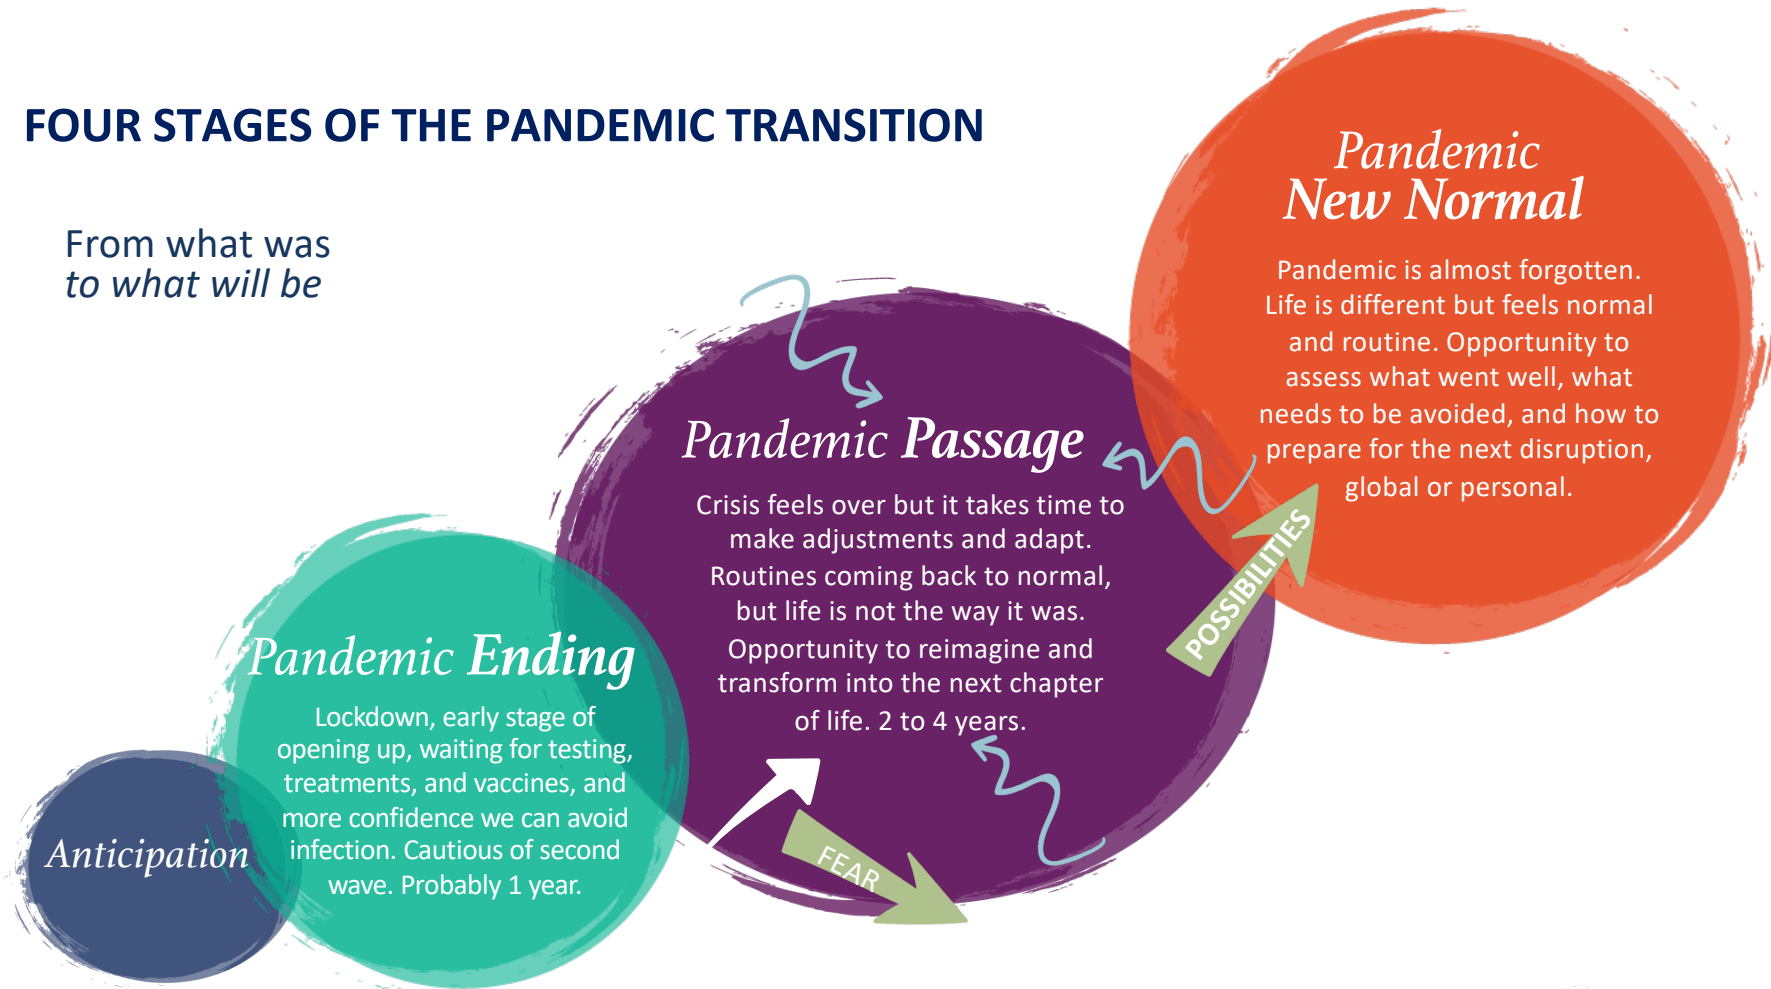 FOUR STAGES OF THE PANDEMIC TRANSITION
From what was
to what will be
Anticipation
Pandemic Ending
Lockdown, early stage of
opening up, waiting for testing,
treatments, and vaccines, and
more confidence we can avoid
infection. Cautious of second
wave. Probably 1 year.
Pandemic Passage
Crisis feels over but it takes time to
make adjustments and adapt.
Routines coming back to normal,
but life is not the way it was.
Opportunity to reimagine and
transform into the next chapter
of life. 2 to 4 years.
FEAR
POSSIBILITIES
Pandemic
New Normal
Pandemic is almost forgotten.
Life is different but feels normal
and routine. Opportunity to
assess what went well, what
needs to be avoided, and how to
prepare for the next disruption,
global or personal.